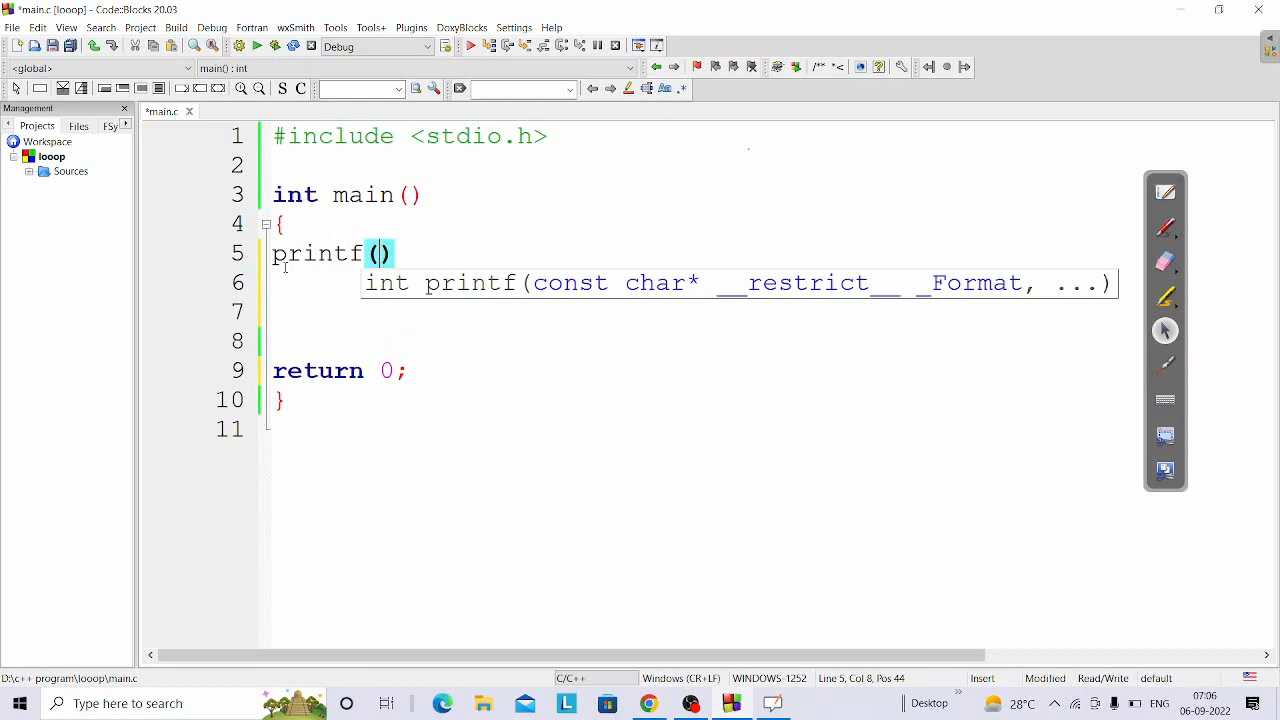 *main.c [looop] - Code::Blocks 20.03
File Edit View Search Project Build Debug Fortran wxSmith Tools Tools+ Plugins DoxyBlocks Settings Help
Debug
<global> main() : int
S C
Management
Projects Files FSy
*main.c
Workspace
looop
Sources
1 #include <stdio.h>
2
3 int main()
4 {
5 printf()
6 int printf(const char* __restrict__ _Format, ...)
7
8
9 return 0;
10 }
11
D:\c++ program\looop\main.c C/C++ Windows (CR+LF) WINDOWS-1252 Line 5, Col 8, Pos 44 Insert Modified Read/Write default
Type here to search Desktop 28°C ENG 07:06
06-09-2022